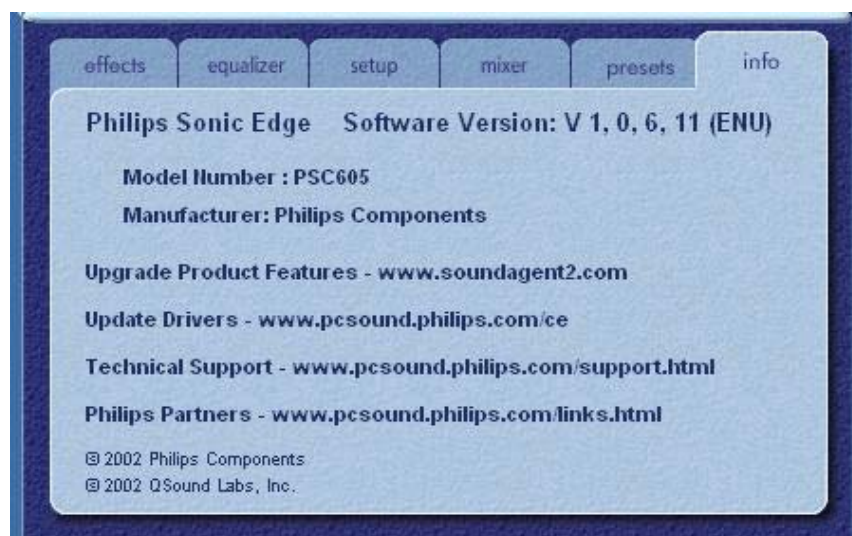 effects equalizer setup mixer presets info
Philips Sonic Edge Software Version: V 1, 0, 6, 11 (ENU)
Model Number : PSC605
Manufacturer: Philips Components
Upgrade Product Features - www.soundagent2.com
Update Drivers - www.pcsound.philips.com/ce
Technical Support - www.pcsound.philips.com/support.html
Philips Partners - www.pcsound.philips.com/links.html
© 2002 Philips Components
© 2002 QSound Labs, Inc.